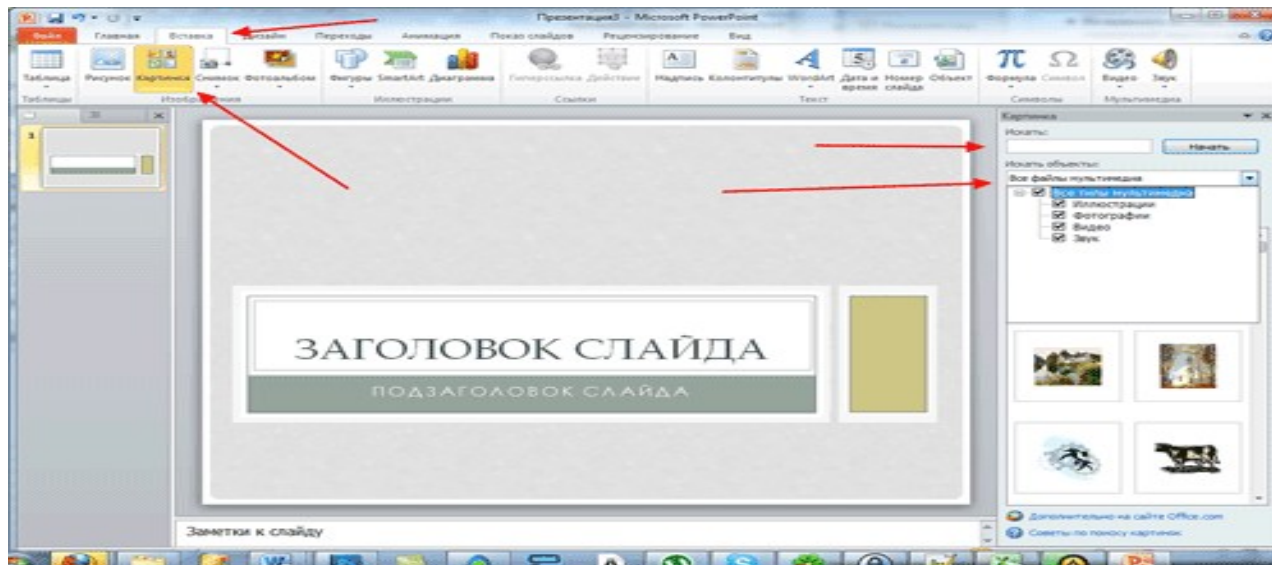 Презентация3 - Microsoft PowerPoint
Файл Главная Вставка Дизайн Переходы Анимация Показ слайдов Рецензирование Вид
Таблица Рисунок Картинка Снимок Фотоальбом Фигуры SmartArt Диаграмма Гиперссылка Действие Надпись Колонтитулы WordArt Дата и время Номер слайда Объект Формула Символ Видео Звук
Таблицы Изображения Иллюстрации Ссылки Текст Символы Мультимедиа
Картинка
Искать:
Начать
Искать объекты:
Все файлы мультимедиа
Все типы мультимедиа
Иллюстрации
Фотографии
Видео
Звук
1
ЗАГОЛОВОК СЛАЙДА
ПОДЗАГОЛОВОК СЛАЙДА
Заметки к слайду
Дополнительно на сайте Office.com
Советы по поиску картинок